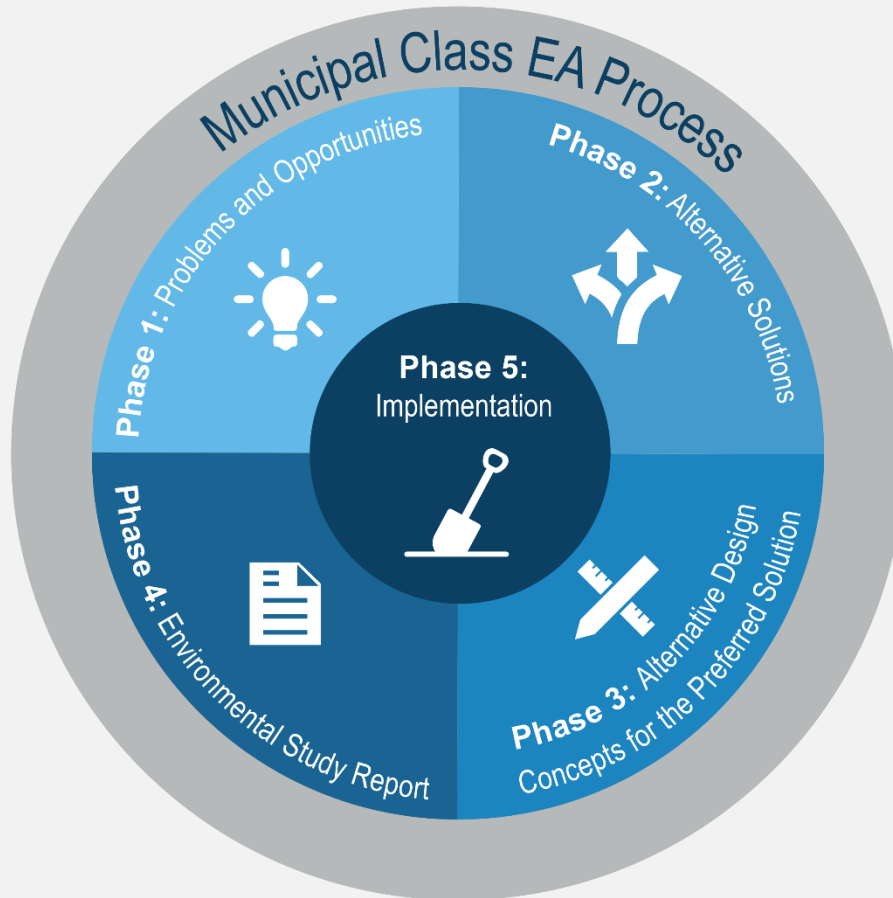 Municipal Class EA Process
Phase 1: Problems and Opportunities
Phase 2: Alternative Solutions
Phase 3: Alternative Design
Concepts for the Preferred Solution
Phase 4: Environmental Study Report
Phase 5:
Implementation